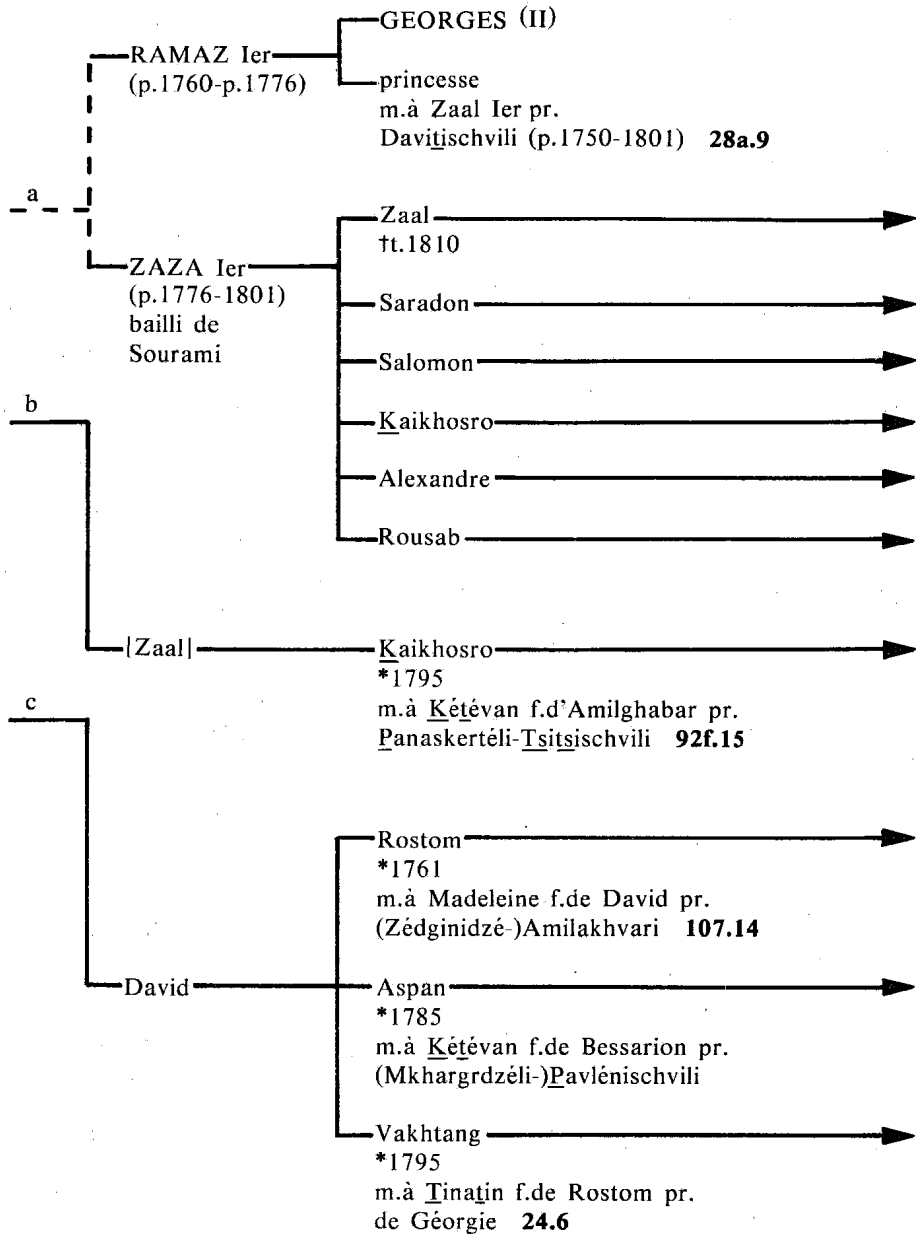 GEORGES (II)
RAMAZ Ier
(p.1760-p.1776)
princesse
m.à Zaal Ier pr.
Davitischvili (p.1750-1801) 28a.9
a
Zaal
†t.1810
ZAZA Ier
(p.1776-1801)
bailli de
Sourami
Saradon
Salomon
Kaikhosro
Alexandre
Rousab
b
[Zaal]
Kaikhosro
*1795
m.à Kétévan f.d'Amilghabar pr.
Panaskertéli-Tsitsischvili 92f.15
c
Rostom
*1761
m.à Madeleine f.de David pr.
(Zédginidzé-)Amilakhvari 107.14
David
Aspan
*1785
m.à Kétévan f.de Bessarion pr.
(Mkhargrdzéli-)Pavlénischvili
Vakhtang
*1795
m.à Tinatin f.de Rostom pr.
de Géorgie 24.6